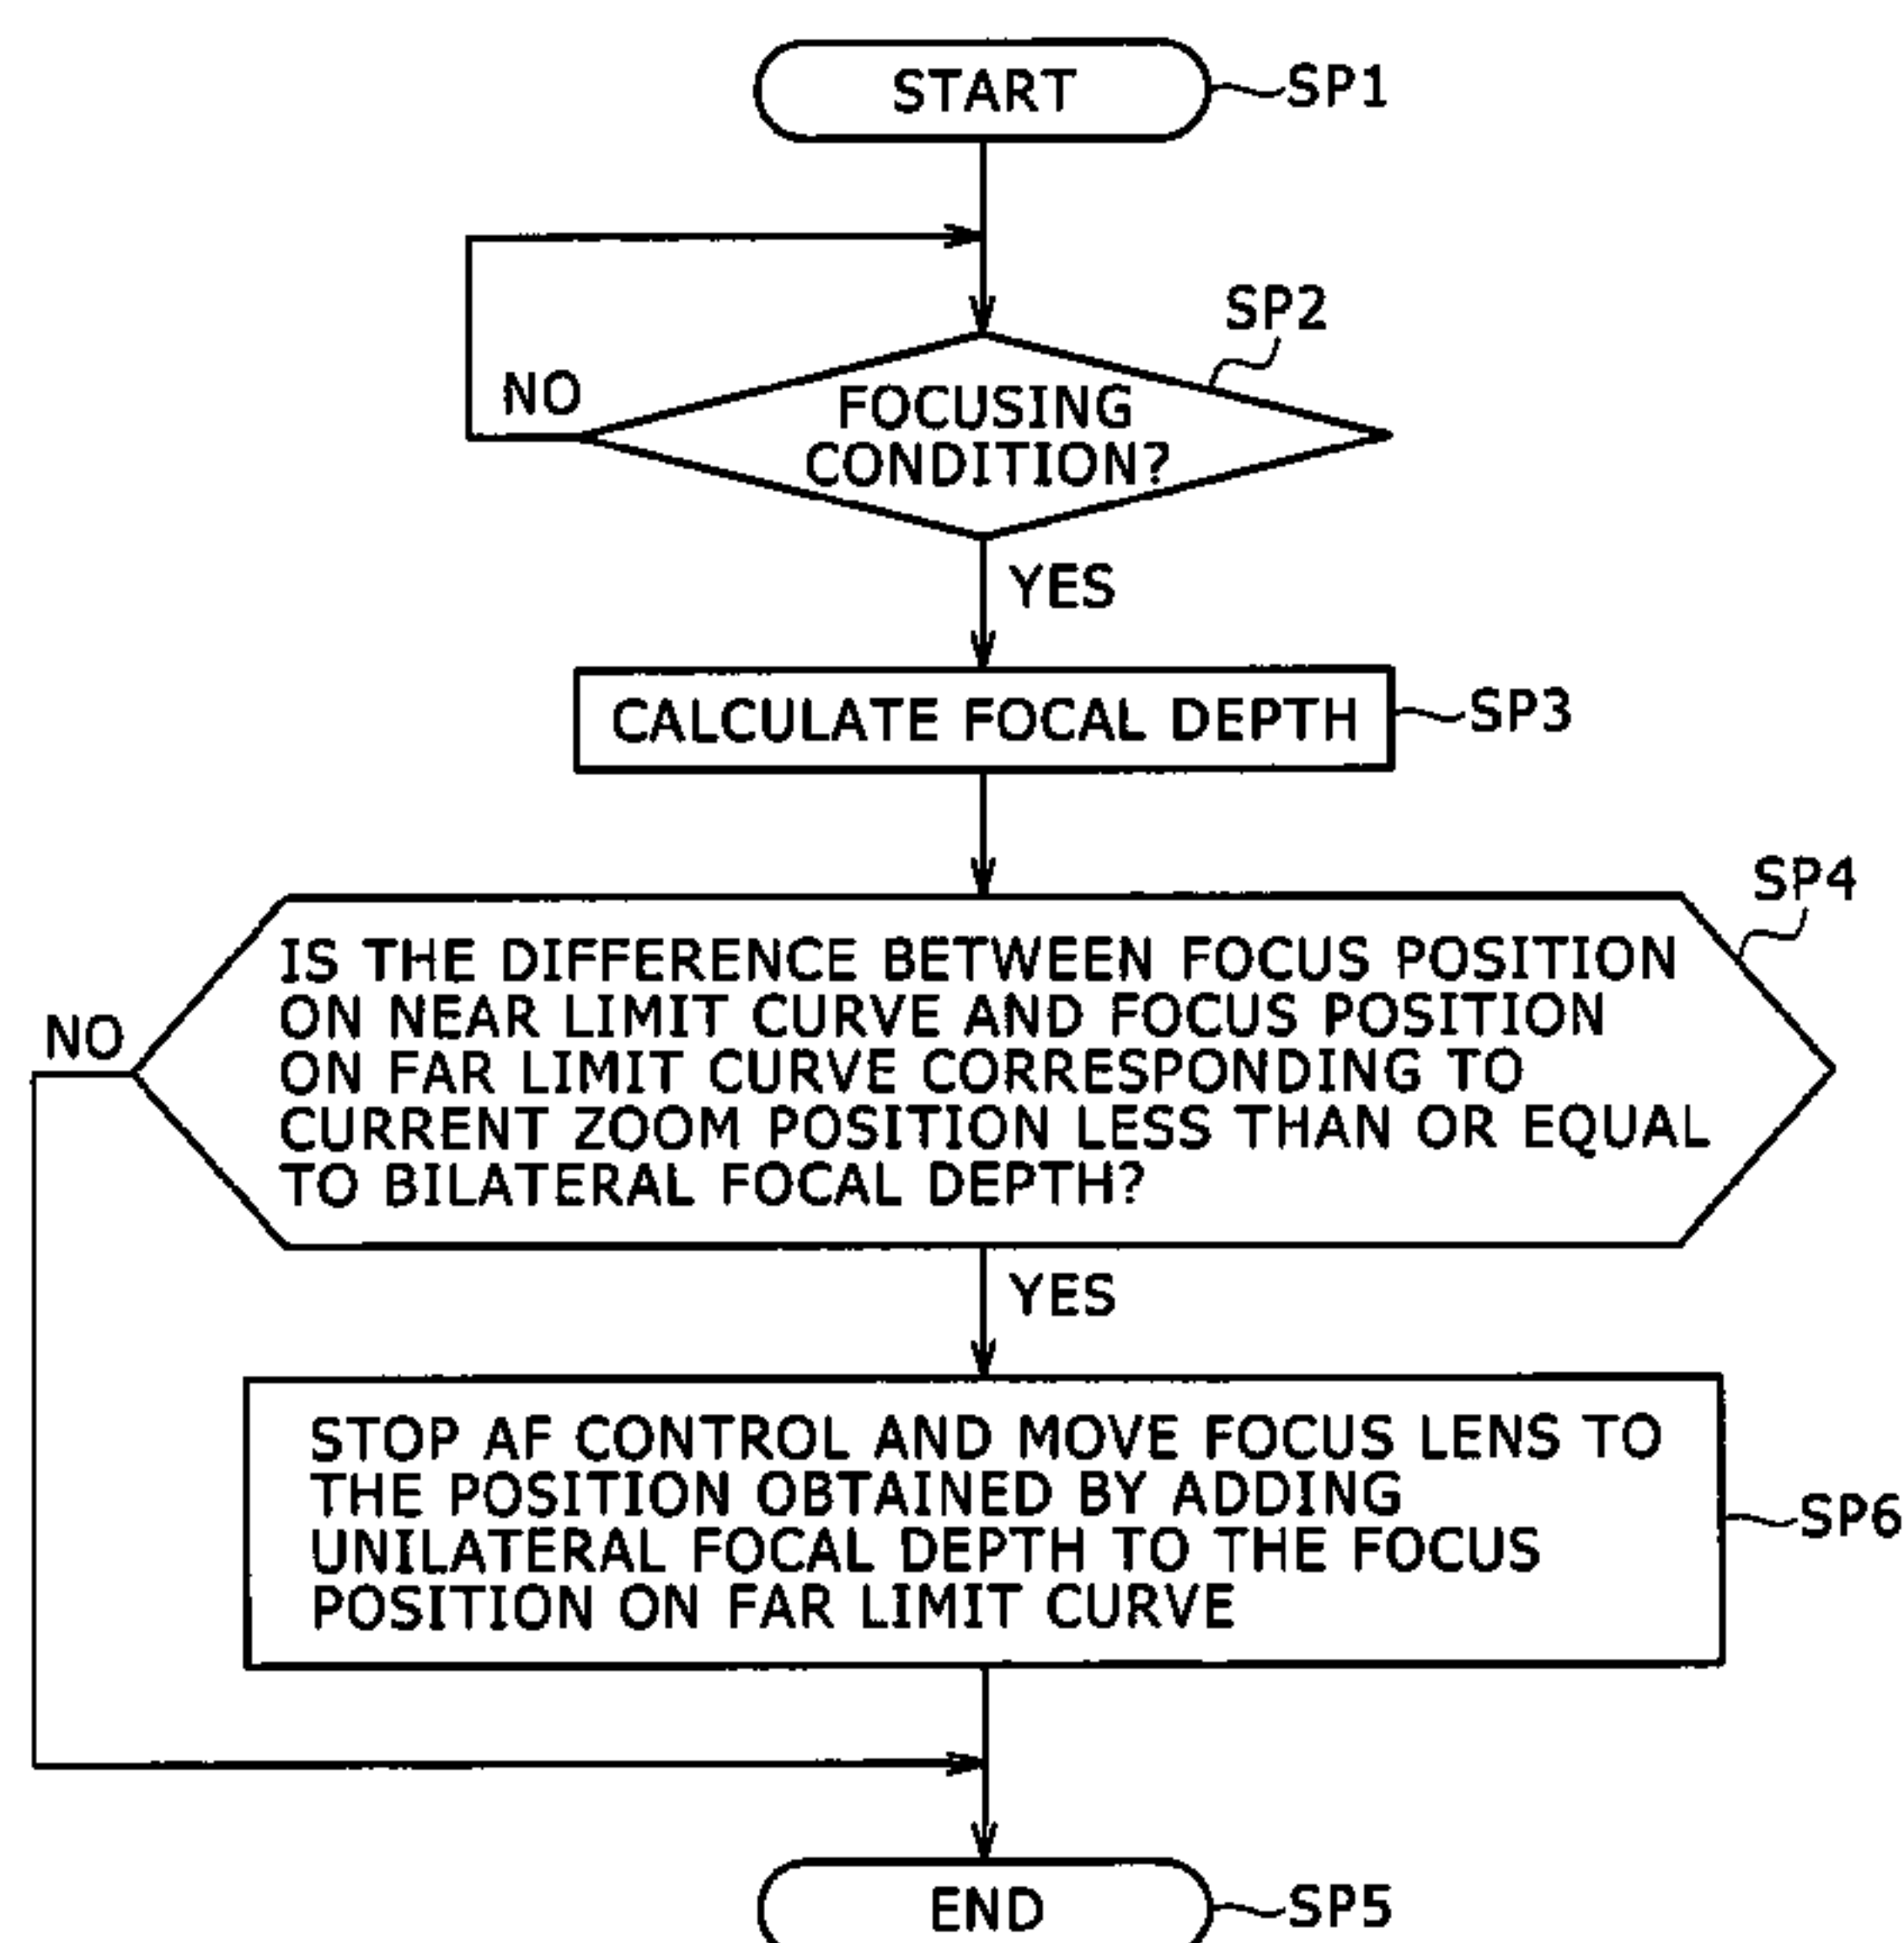 START
SP1
SP2
NO
FOCUSING
CONDITION?
YES
CALCULATE FOCAL DEPTH
SP3
SP4
IS THE DIFFERENCE BETWEEN FOCUS POSITION
ON NEAR LIMIT CURVE AND FOCUS POSITION
ON FAR LIMIT CURVE CORRESPONDING TO
CURRENT ZOOM POSITION LESS THAN OR EQUAL
TO BILATERAL FOCAL DEPTH?
NO
YES
STOP AF CONTROL AND MOVE FOCUS LENS TO
THE POSITION OBTAINED BY ADDING
UNILATERAL FOCAL DEPTH TO THE FOCUS
POSITION ON FAR LIMIT CURVE
SP6
END
SP5